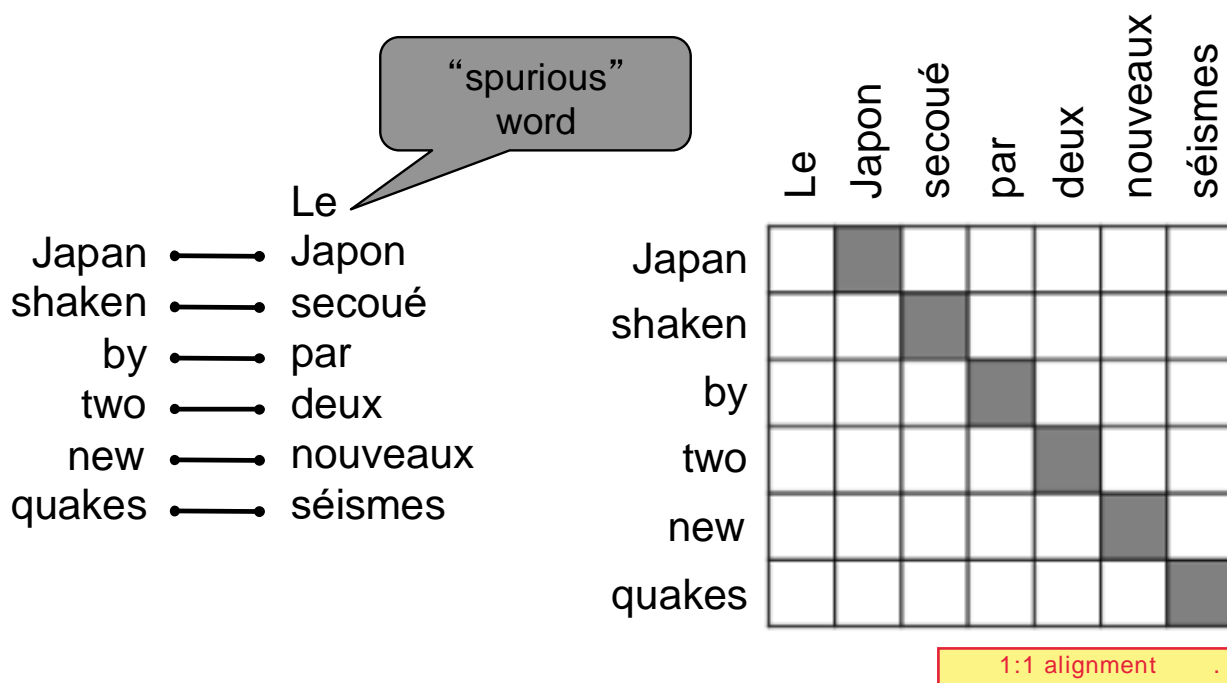 “spurious”
word
Le
Japan Japon
shaken secoué
by par
two deux
new nouveaux
quakes séismes
Le Japon secoué par deux nouveaux séismes
Japan
shaken
by
two
new
quakes
1:1 alignment .